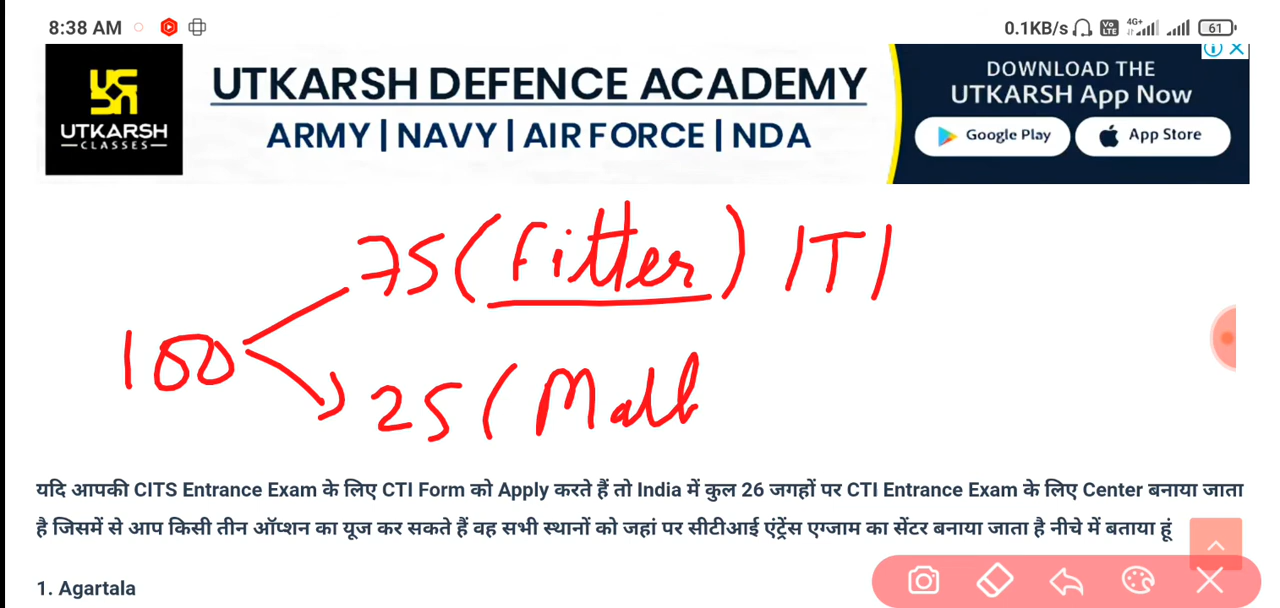 8:38 AM
0.1KB/s Vo LTE 4G+ 61
UTKARSH
CLASSES
UTKARSH DEFENCE ACADEMY
ARMY | NAVY | AIR FORCE | NDA
DOWNLOAD THE
UTKARSH App Now
Google Play App Store
75 (Fitter) ITI
100
25 (Math
यदि आपकी CITS Entrance Exam के लिए CTI Form को Apply करते हैं तो India में कुल 26 जगहों पर CTI Entrance Exam के लिए Center बनाया जाता
है जिसमें से आप किसी तीन ऑप्शन का यूज कर सकते हैं वह सभी स्थानों को जहां पर सीटीआई एंट्रेंस एग्जाम का सेंटर बनाया जाता है नीचे में बताया हूं
1. Agartala